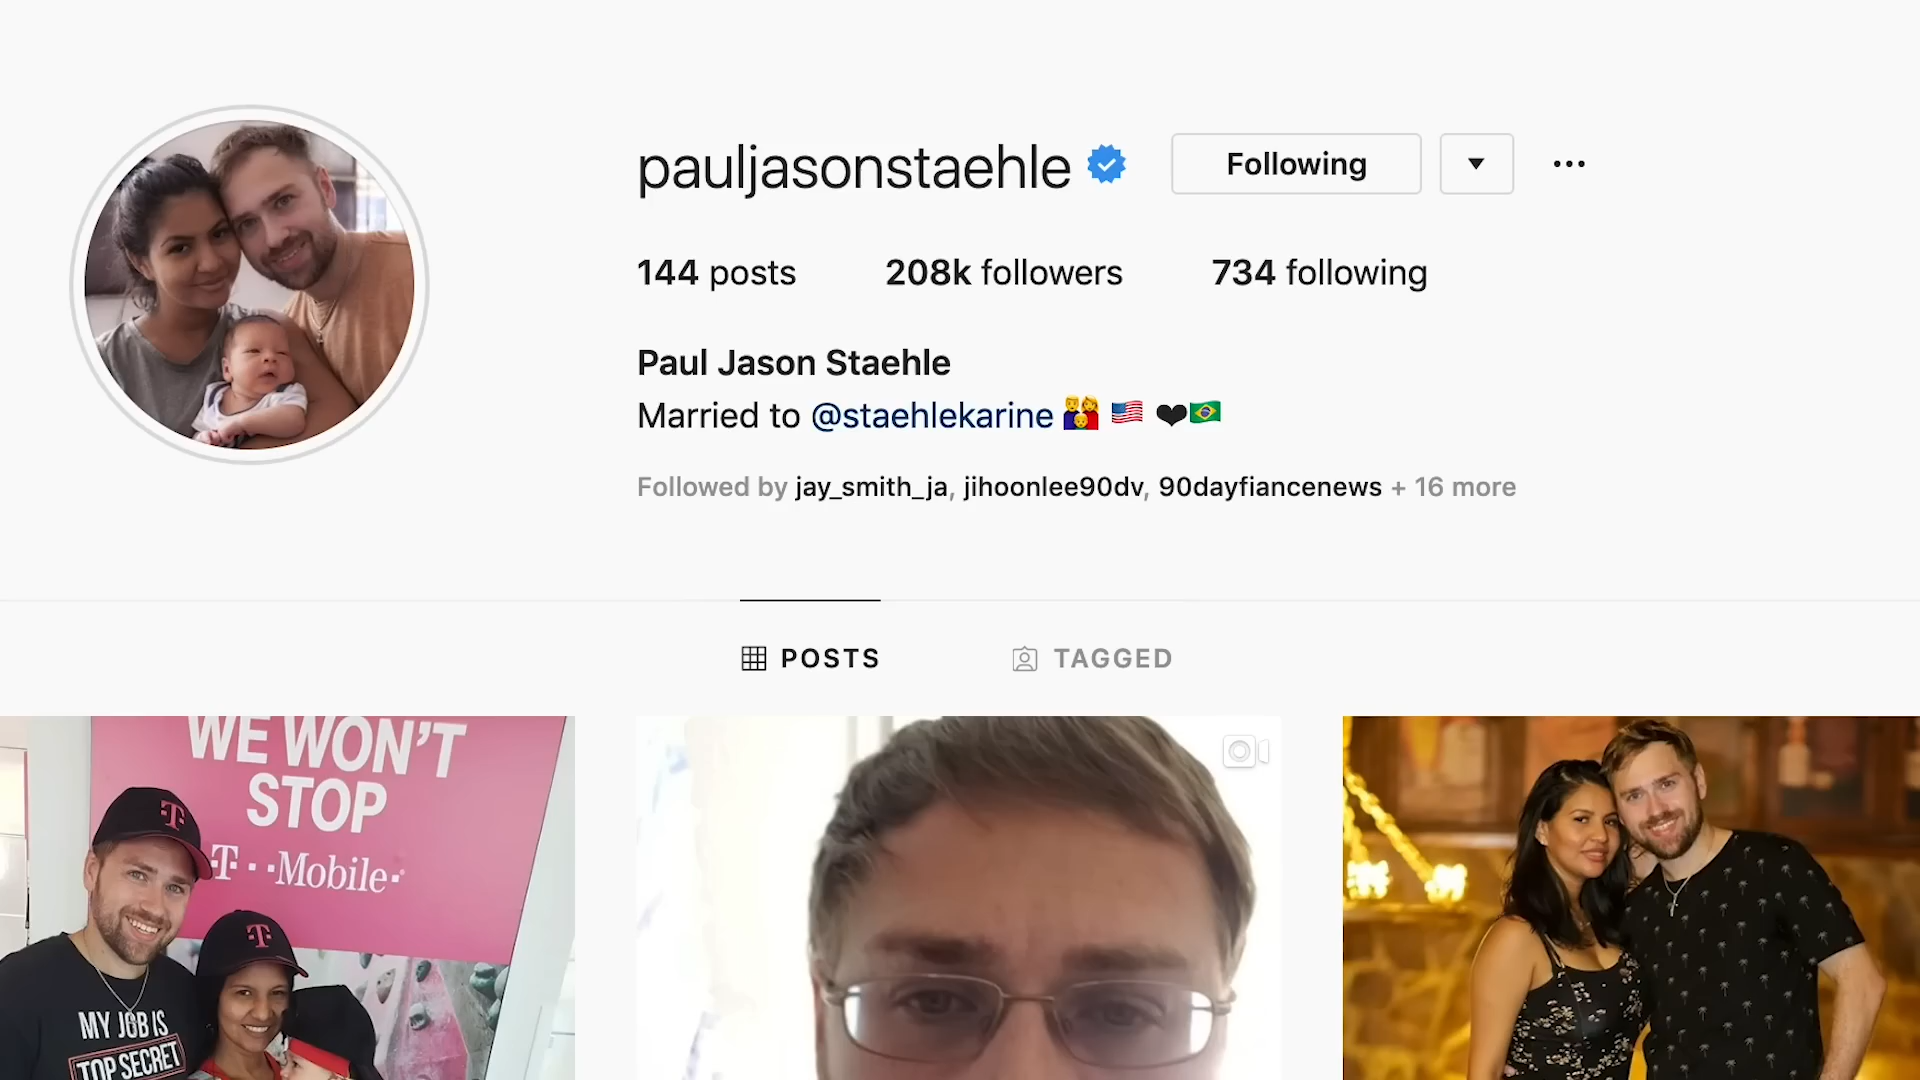 pauljasonstaehle
Following
144 posts 208k followers 734 following
Paul Jason Staehle
Married to @staehlekarine 👨‍👩‍👦 🇺🇸 ❤🇧🇷
Followed by jay_smith_ja, jihoonlee90dv, 90dayfiancenews + 16 more
POSTS TAGGED
WE WON'T
STOP
T··Mobile·
T
T
MY JOB IS
TOP SECRET